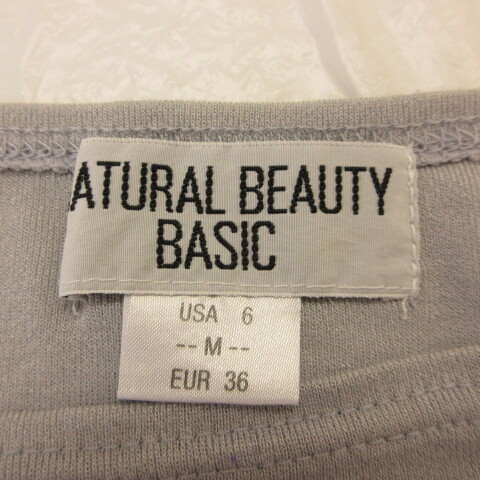 ATURAL BEAUTY
BASIC
USA 6
-- M --
EUR 36